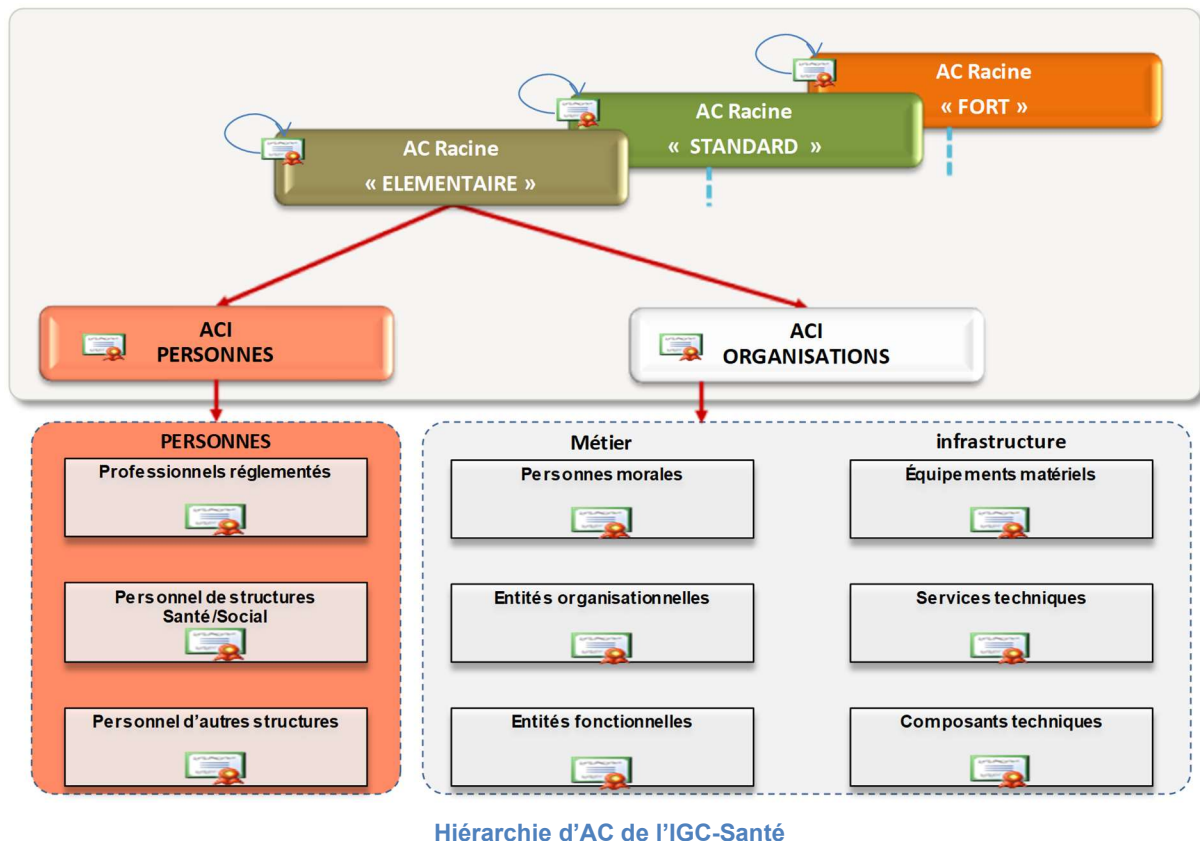 AC Racine
« FORT »
AC Racine
« STANDARD »
AC Racine
« ELEMENTAIRE »
ACI
PERSONNES
ACI
ORGANISATIONS
PERSONNES
Professionnels réglementés
Personnel de structures
Santé/Social
Personnel d'autres structures
Métier
Personnes morales
Entités organisationnelles
Entités fonctionnelles
infrastructure
Équipements matériels
Services techniques
Composants techniques
Hiérarchie d'AC de l'IGC-Santé